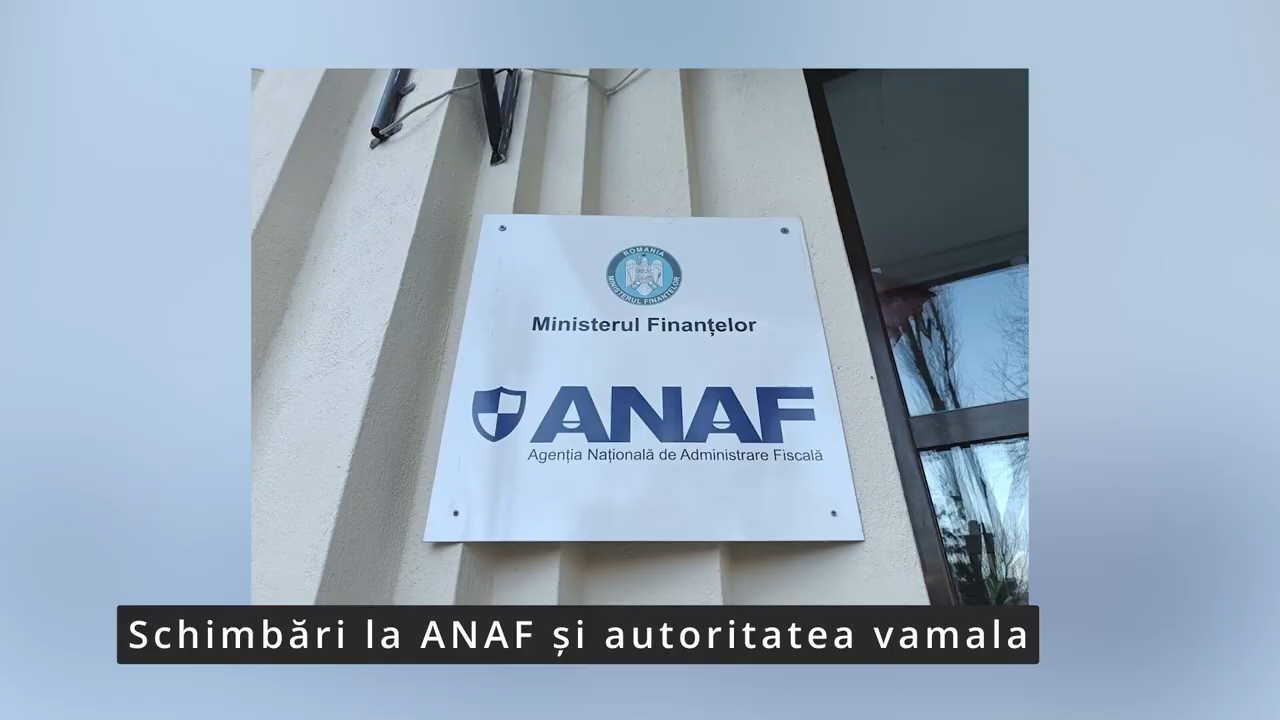 ROMANIA
MINISTERUL FINANȚELOR
Ministerul Finanțelor
ANAF
Agenția Națională de Administrare Fiscală
Schimbări la ANAF și autoritatea vamala